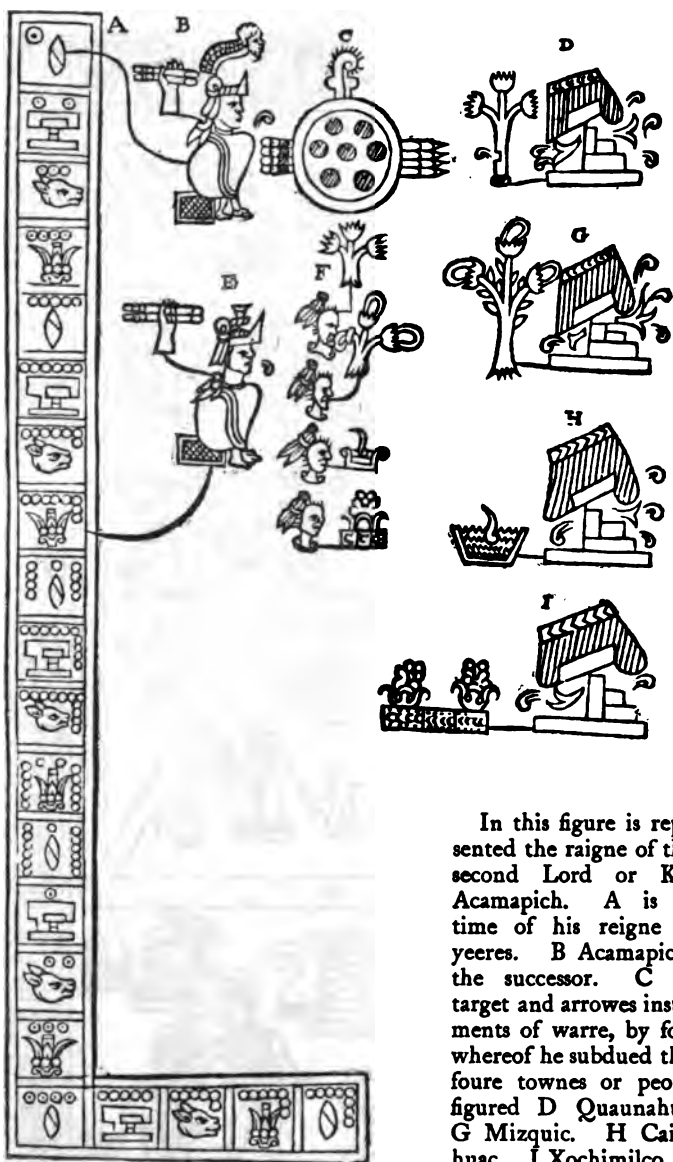 A B C
D
G
E F
H
I
In this figure is rep
sented the raigne of th
second Lord or K
Acamapich. A is
time of his reigne
yeeres. B Acamapic
the successor. C
target and arrowes inst
ments of warre, by fo
whereof he subdued th
foure townes or peo
figured D Quaunahu
G Mizquic. H Cai
huac. I Xochimilco